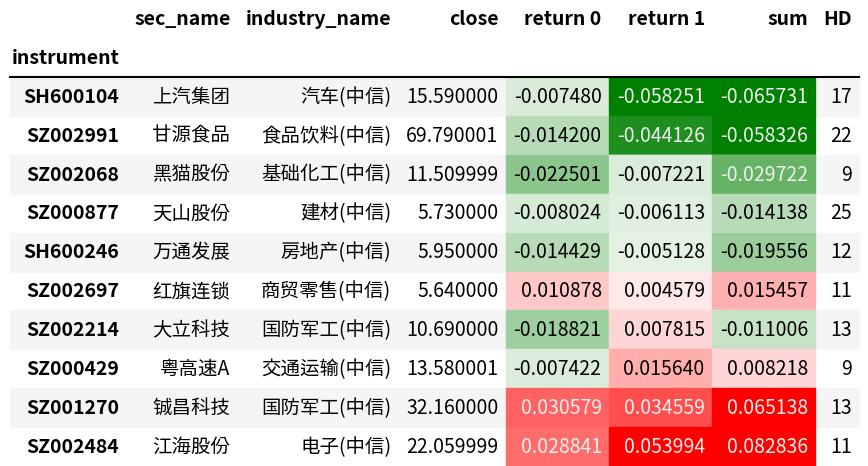 sec_name industry_name close return 0 return 1 sum HD
instrument
SH600104 上汽集团 汽车(中信) 15.590000 -0.007480 -0.058251 -0.065731 17
SZ002991 甘源食品 食品饮料(中信) 69.790001 -0.014200 -0.044126 -0.058326 22
SZ002068 黑猫股份 基础化工(中信) 11.509999 -0.022501 -0.007221 -0.029722 9
SZ000877 天山股份 建材(中信) 5.730000 -0.008024 -0.006113 -0.014138 25
SH600246 万通发展 房地产(中信) 5.950000 -0.014429 -0.005128 -0.019556 12
SZ002697 红旗连锁 商贸零售(中信) 5.640000 0.010878 0.004579 0.015457 11
SZ002214 大立科技 国防军工(中信) 10.690000 -0.018821 0.007815 -0.011006 13
SZ000429 粤高速A 交通运输(中信) 13.580001 -0.007422 0.015640 0.008218 9
SZ001270 铖昌科技 国防军工(中信) 32.160000 0.030579 0.034559 0.065138 13
SZ002484 江海股份 电子(中信) 22.059999 0.028841 0.053994 0.082836 11